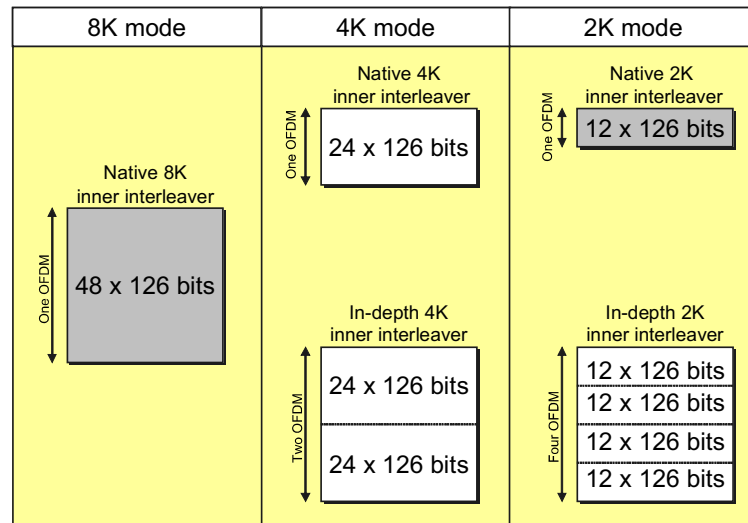 8K mode
4K mode
2K mode
Native 8K
inner interleaver
One OFDM
48 x 126 bits
Native 4K
inner interleaver
One OFDM
24 x 126 bits
In-depth 4K
inner interleaver
Two OFDM
24 x 126 bits
24 x 126 bits
Native 2K
inner interleaver
One OFDM
12 x 126 bits
In-depth 2K
inner interleaver
Four OFDM
12 x 126 bits
12 x 126 bits
12 x 126 bits
12 x 126 bits